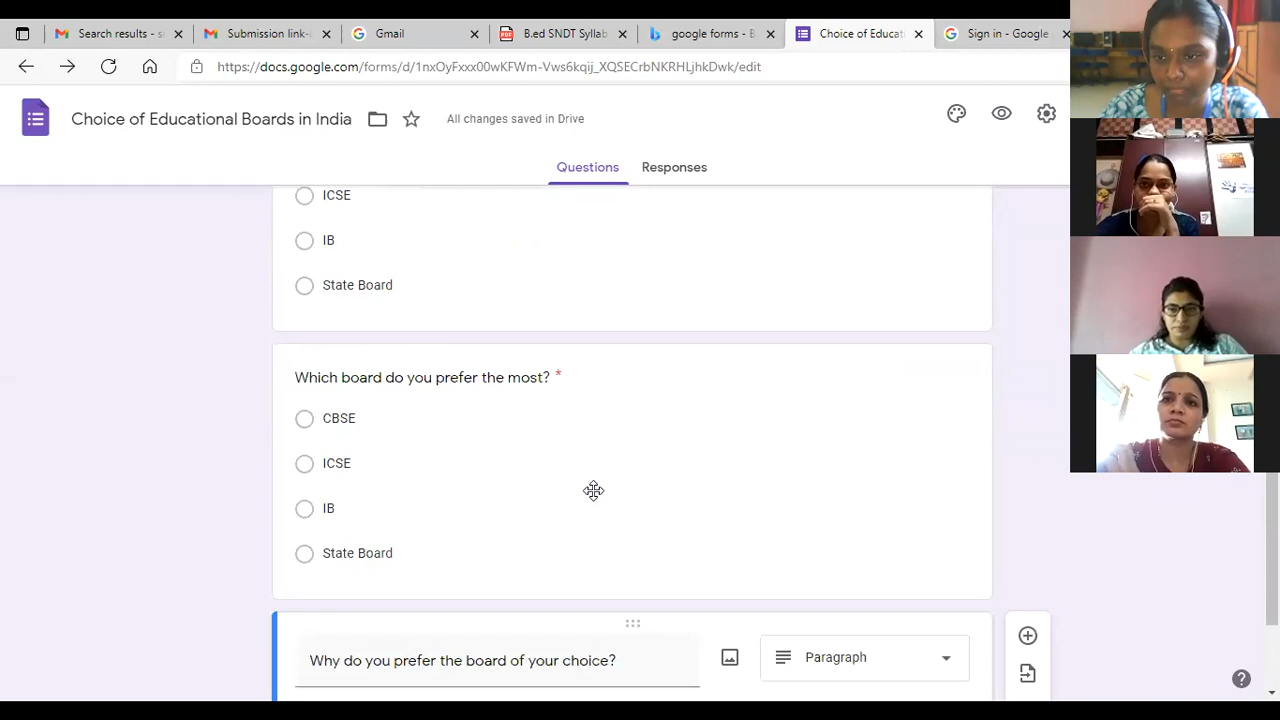 Search results - s
Submission link-
Gmail
B.ed SNDT Syllab
google forms - B
Choice of Educat
Sign in - Google
https://docs.google.com/forms/d/1nxOyFxxx00wKFWm-Vws6kqij_XQSECrbNKRHLjhkDwk/edit
Choice of Educational Boards in India
All changes saved in Drive
Questions
Responses
ICSE
IB
State Board
Which board do you prefer the most? *
CBSE
ICSE
IB
State Board
Why do you prefer the board of your choice?
Paragraph